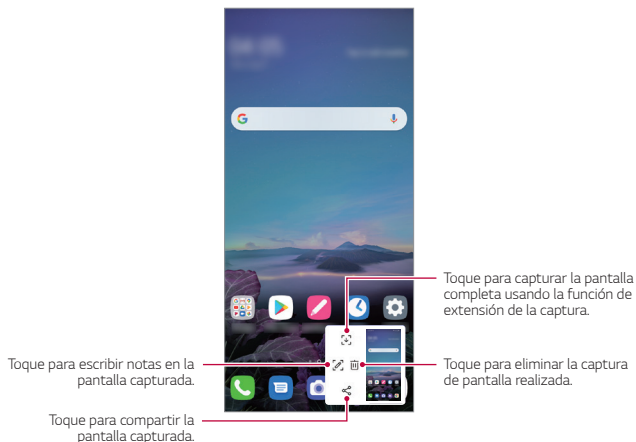 Toque para capturar la pantalla
completa usando la función de
extensión de la captura.
Toque para escribir notas en la
pantalla capturada.
Toque para eliminar la captura
de pantalla realizada.
Toque para compartir la
pantalla capturada.